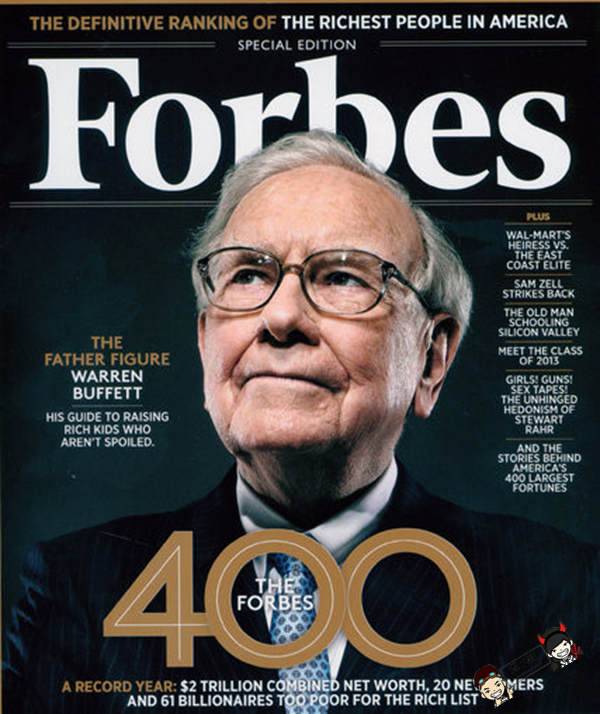 THE DEFINITIVE RANKING OF THE RICHEST PEOPLE IN AMERICA
SPECIAL EDITION
Forbes
PLUS
WAL-MART'S
HEIRESS VS.
THE EAST
COAST ELITE
SAM ZELL
STRIKES BACK
THE OLD MAN
SCHOOLING
SILICON VALLEY
MEET THE CLASS
OF 2013
GIRLS! GUNS!
SEX TAPES!
THE UNHINGED
HEDONISM OF
STEWART
RAHR
AND THE
STORIES BEHIND
AMERICA'S
400 LARGEST
FORTUNES
THE
FATHER FIGURE
WARREN
BUFFETT
HIS GUIDE TO RAISING
RICH KIDS WHO
AREN'T SPOILED.
THE
FORBES
400
A RECORD YEAR: $2 TRILLION COMBINED NET WORTH, 20
AND 61 BILLIONAIRES TOO POOR FOR THE RICH LIST